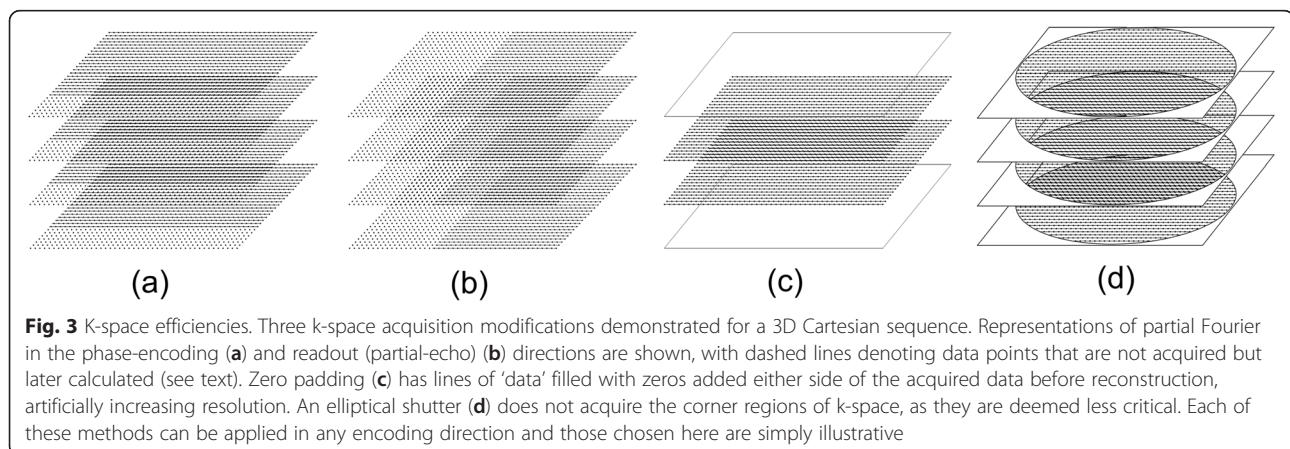 (a) (b) (c) (d)
Fig. 3 K-space efficiencies. Three k-space acquisition modifications demonstrated for a 3D Cartesian sequence. Representations of partial Fourier
in the phase-encoding (a) and readout (partial-echo) (b) directions are shown, with dashed lines denoting data points that are not acquired but
later calculated (see text). Zero padding (c) has lines of ‘data’ filled with zeros added either side of the acquired data before reconstruction,
artificially increasing resolution. An elliptical shutter (d) does not acquire the corner regions of k-space, as they are deemed less critical. Each of
these methods can be applied in any encoding direction and those chosen here are simply illustrative